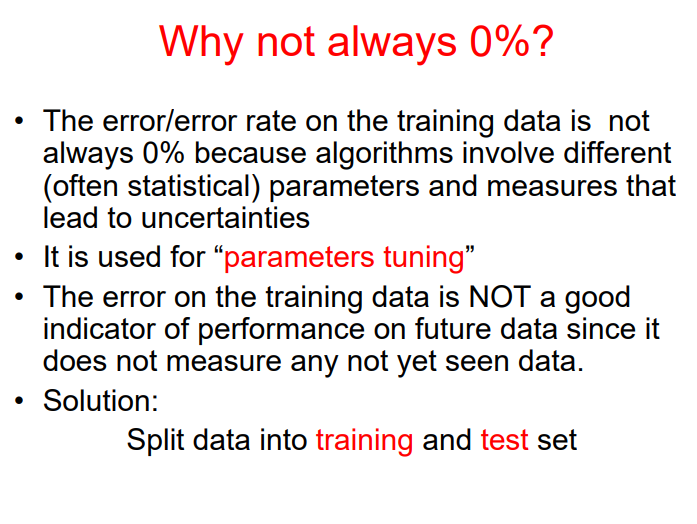 Why not always 0%?
• The error/error rate on the training data is  not
always 0% because algorithms involve different
(often statistical) parameters and measures that
lead to uncertainties
• It is used for “parameters tuning”
• The error on the training data is NOT a good
indicator of performance on future data since it
does not measure any not yet seen data.
• Solution:
Split data into training and test set